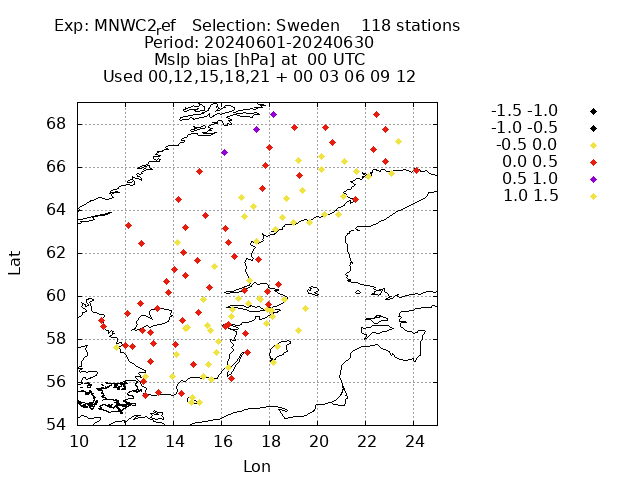 Exp: MNWC2ref   Selection: Sweden    118 stations
Period: 20240601-20240630
Mslp bias [hPa] at  00 UTC
Used 00,12,15,18,21 + 00 03 06 09 12
-1.5 -1.0
-1.0 -0.5
-0.5 0.0
0.0 0.5
0.5 1.0
1.0 1.5
68
66
64
62
60
58
56
54
Lat
10 12 14 16 18 20 22 24
Lon